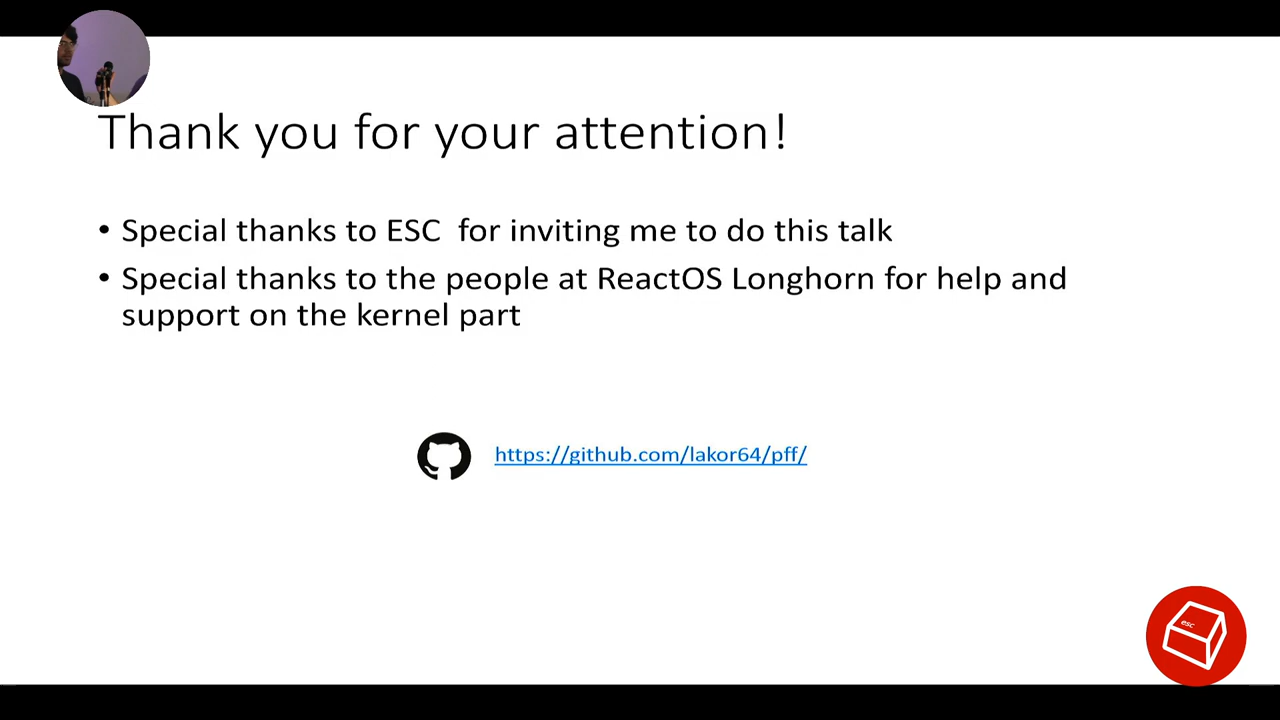 Thank you for your attention!
• Special thanks to ESC  for inviting me to do this talk
• Special thanks to the people at ReactOS Longhorn for help and
support on the kernel part
https://github.com/lakor64/pff/
esc